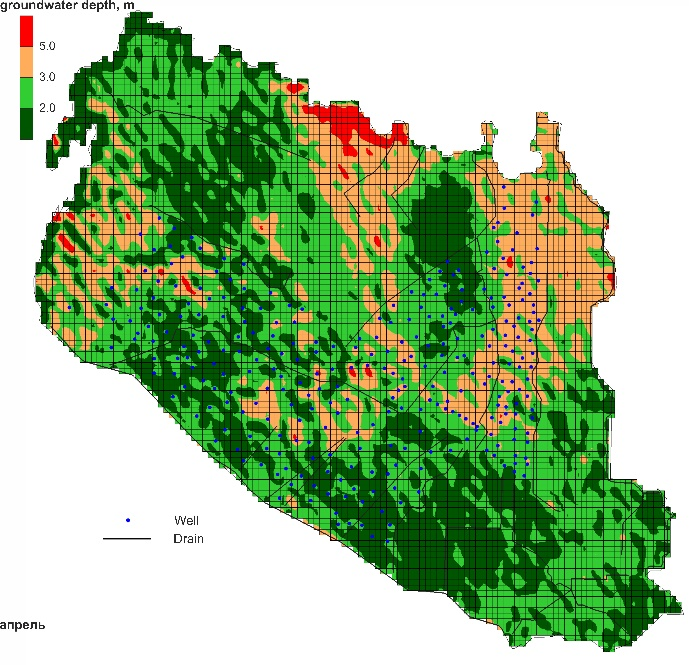 groundwater depth, m
5.0
3.0
2.0
Well
Drain
апрель